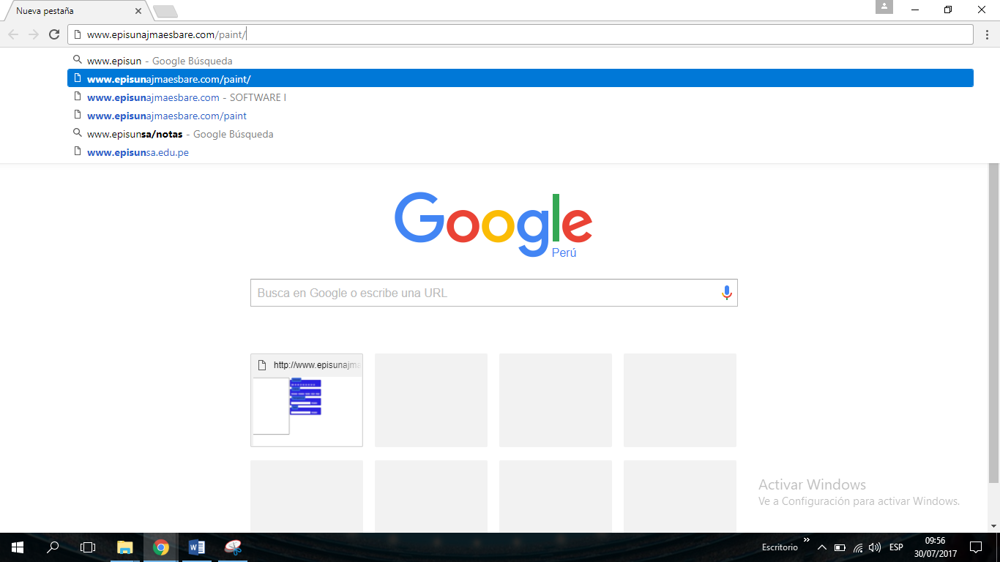 Nueva pestaña
www.episunajmaesbare.com/paint/
www.episun - Google Búsqueda
www.episunajmaesbare.com/paint/
www.episunajmaesbare.com - SOFTWARE I
www.episunajmaesbare.com/paint
www.episunsa/notas - Google Búsqueda
www.episunsa.edu.pe
Google
Perú
Busca en Google o escribe una URL
http://www.episunajma
Activar Windows
Ve a Configuración para activar Windows.
Escritorio
ESP
09:56
30/07/2017